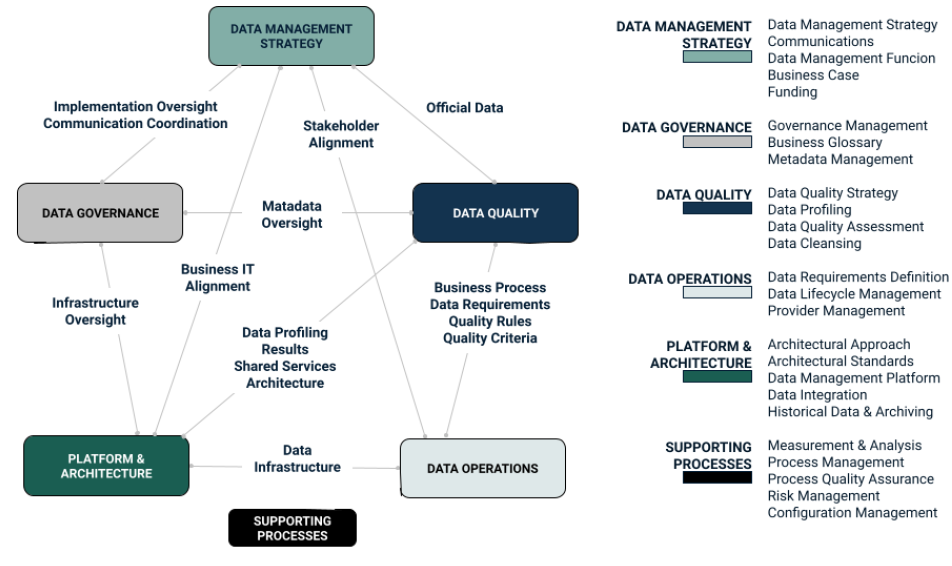 DATA MANAGEMENT
STRATEGY
Implementation Oversight
Communication Coordination
Stakeholder
Alignment
Official Data
DATA GOVERNANCE
Matadata
Oversight
DATA QUALITY
Business IT
Alignment
Infrastructure
Oversight
Business Process
Data Requirements
Quality Rules
Quality Criteria
Data Profiling
Results
Shared Services
Architecture
PLATFORM &
ARCHITECTURE
Data
Infrastructure
DATA OPERATIONS
SUPPORTING
PROCESSES
DATA MANAGEMENT
STRATEGY
Data Management Strategy
Communications
Data Management Funcion
Business Case
Funding
DATA GOVERNANCE
Governance Management
Business Glossary
Metadata Management
DATA QUALITY
Data Quality Strategy
Data Profiling
Data Quality Assessment
Data Cleansing
DATA OPERATIONS
Data Requirements Definition
Data Lifecycle Management
Provider Management
PLATFORM &
ARCHITECTURE
Architectural Approach
Architectural Standards
Data Management Platform
Data Integration
Historical Data & Archiving
SUPPORTING
PROCESSES
Measurement & Analysis
Process Management
Process Quality Assurance
Risk Management
Configuration Management